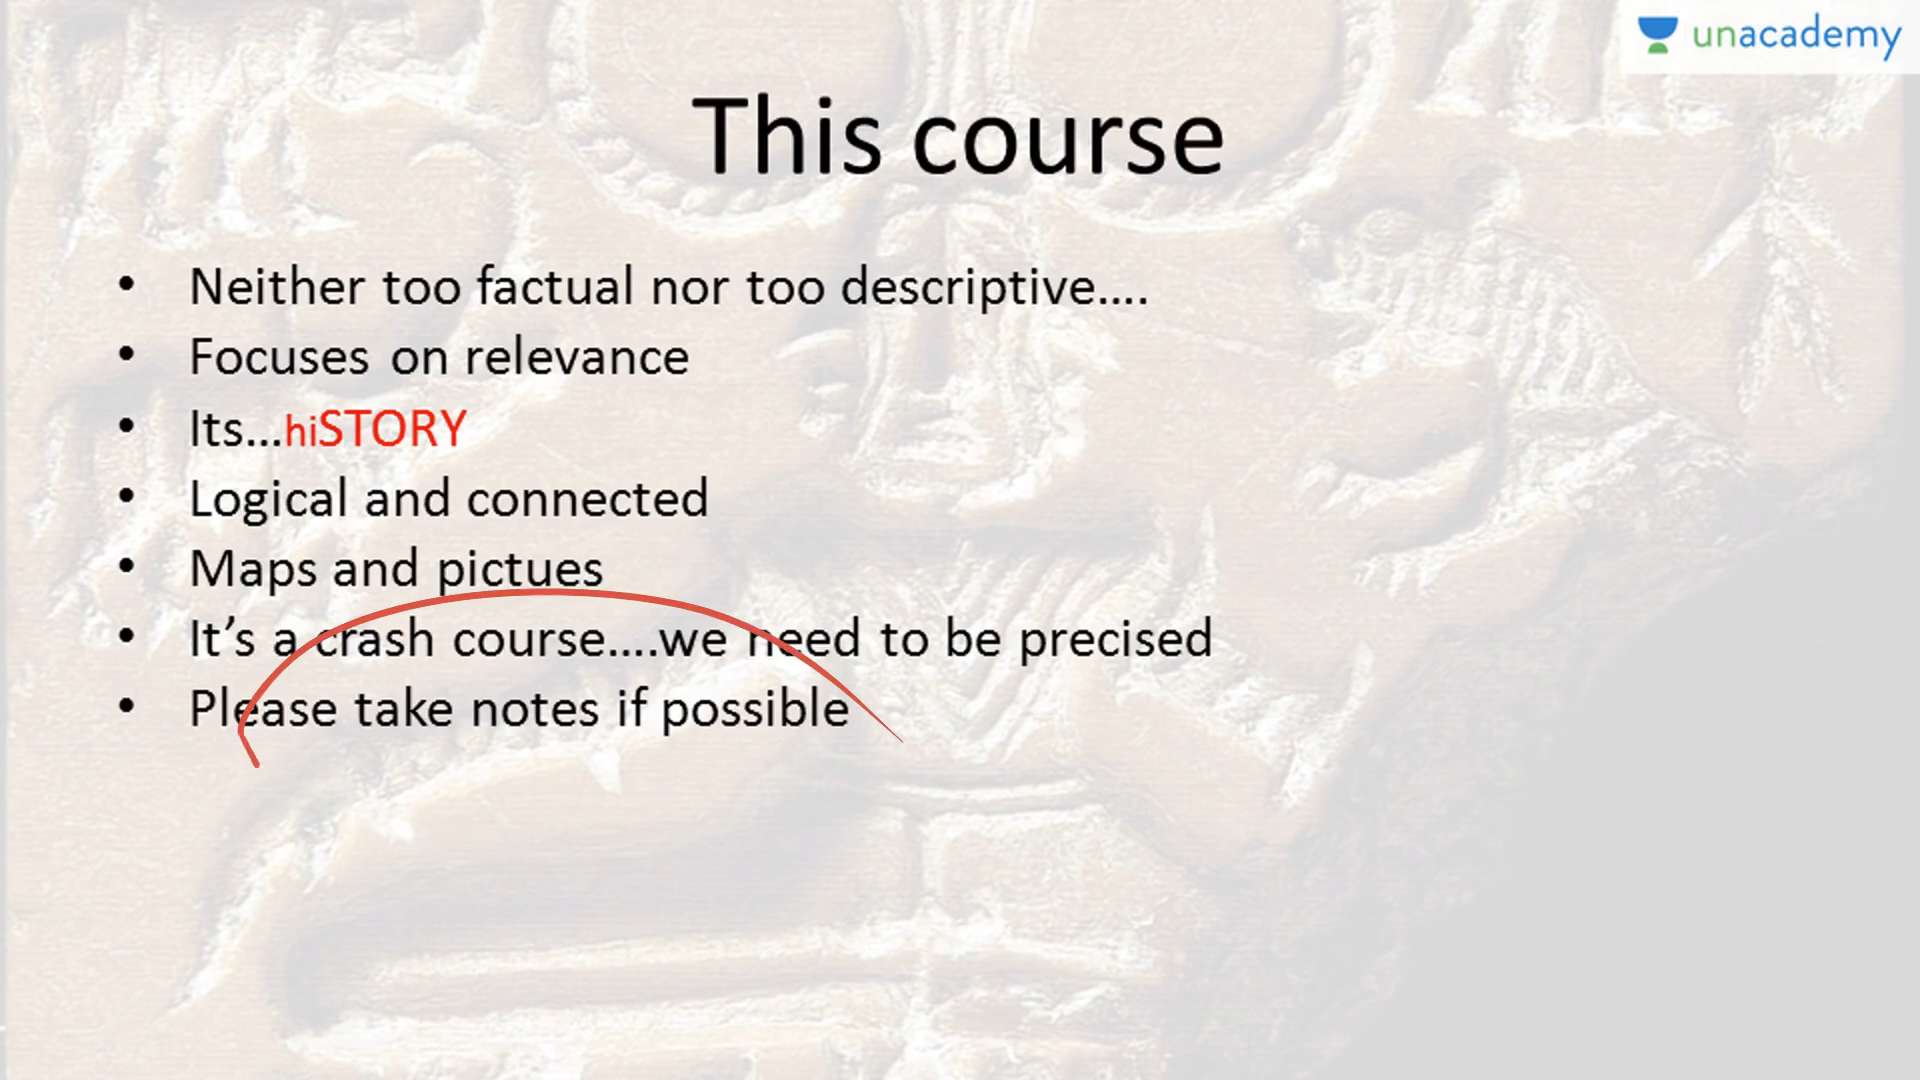 unacademy
This course
• Neither too factual nor too descriptive....
• Focuses on relevance
• Its...hiSTORY
• Logical and connected
• Maps and pictues
• It’s a crash course....we need to be precised
• Please take notes if possible